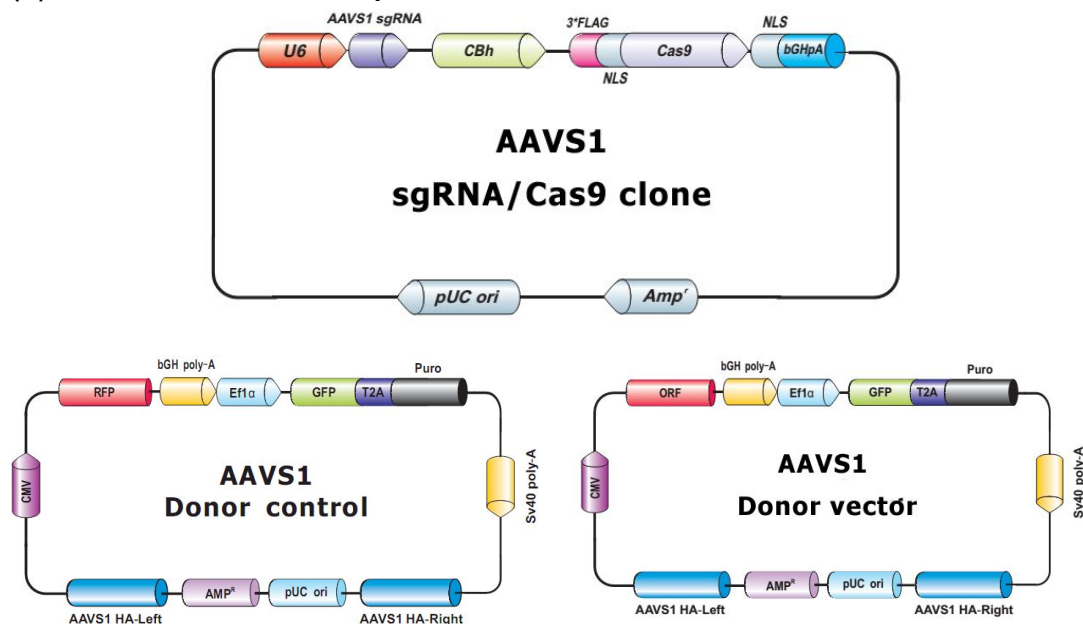 AAVS1 sgRNA
3*FLAG
NLS
U6
CBh
Cas9
bGHpA
NLS
AAVS1
sgRNA/Cas9 clone
pUC ori
Ampʳ
bGH poly-A
Puro
RFP
Ef1α
GFP
T2A
CMV
AAVS1
Donor control
Sv40 poly-A
AMPᴿ
pUC ori
AAVS1 HA-Left
AAVS1 HA-Right
bGH poly-A
Puro
ORF
Ef1α
GFP
T2A
CMV
AAVS1
Donor vector
Sv40 poly-A
AMPᴿ
pUC ori
AAVS1 HA-Left
AAVS1 HA-Right